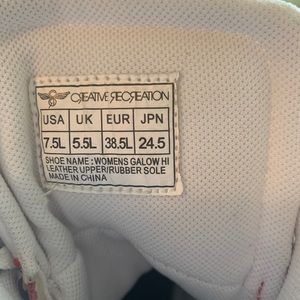 CREATIVE RECREATION
USA UK EUR JPN
7.5L 5.5L 38.5L 24.5
SHOE NAME : WOMENS GALOW HI
LEATHER UPPER/RUBBER SOLE
MADE IN CHINA